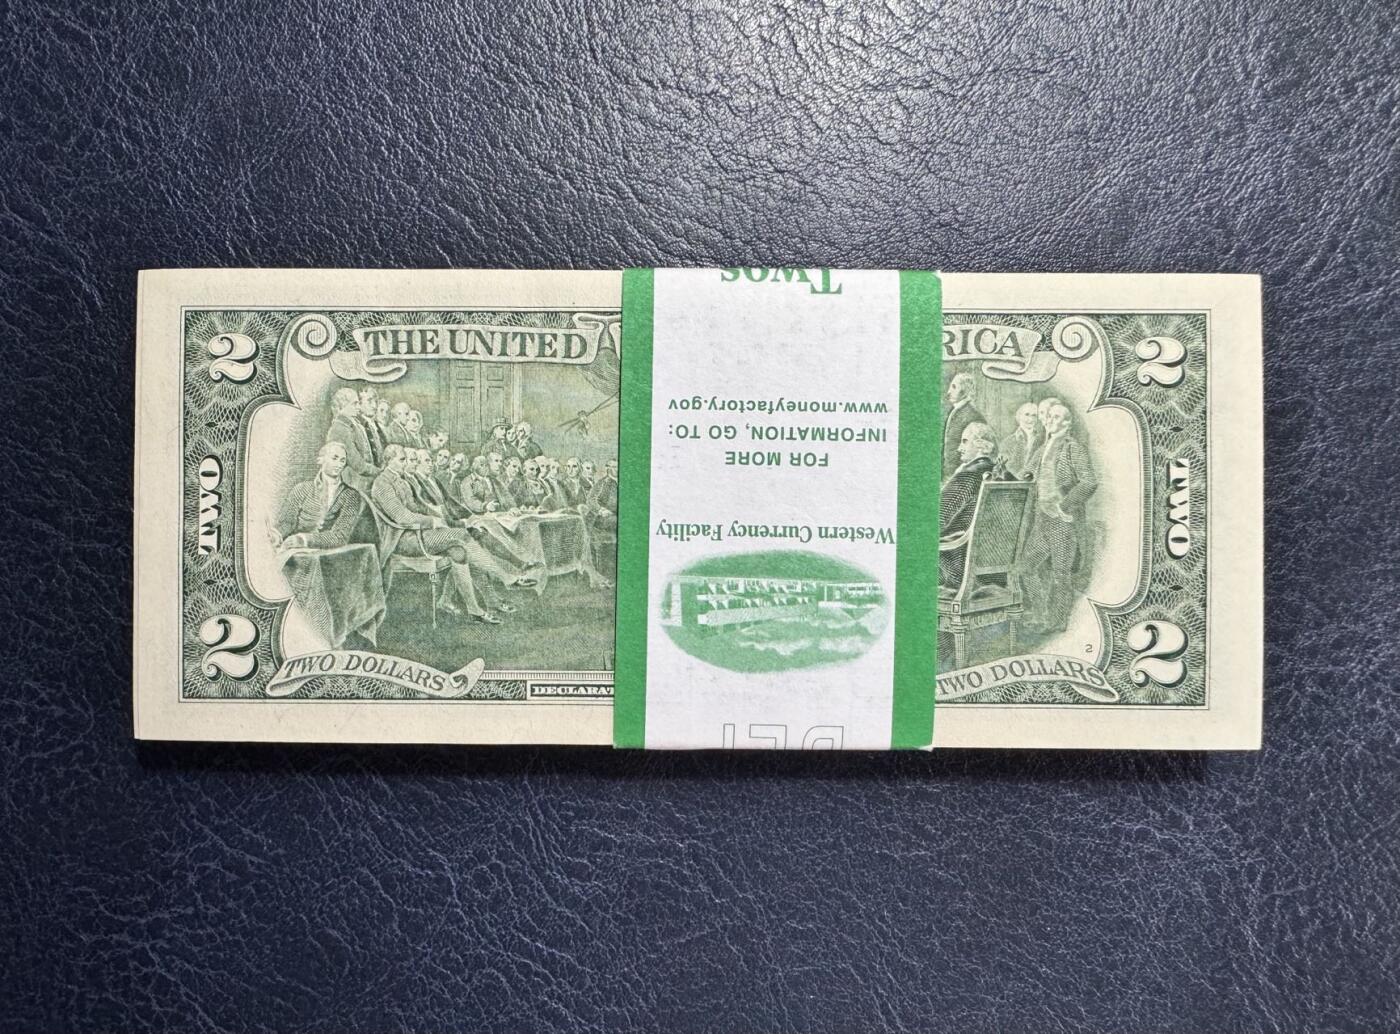 2
THE UNITED
RICA
2
TWO
TWO
2
TWO DOLLARS
DECLARAT
TWO DOLLARS
2
2
Western Currency Facility
FOR MORE
INFORMATION, GO TO:
www.moneyfactory.gov
Twos